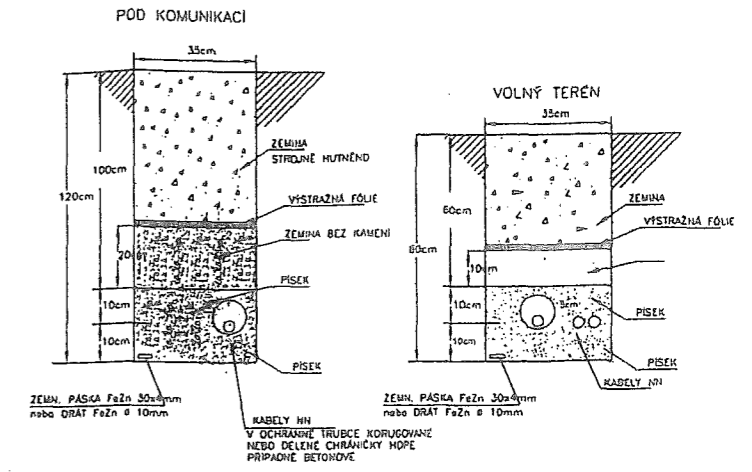 POD KOMUNIKACÍ
35cm
100cm
120cm
ZEMINA
STROJNĚ HUTNĚNO
VÝSTRAŽNÁ FÓLIE
ZEMINA BEZ KAMENÍ
PÍSEK
10cm
10cm
PÍSEK
ZEMN. PÁSKA FeZn 30x4mm
nebo DRÁT FeZn ø 10mm
KABELY NN
V OCHRANNÉ TRUBCE KORUGOVANÉ
NEBO DĚLENÉ CHRÁNIČKY HDPE
PŘÍPADNĚ BETONOVÉ
VOLNÝ TERÉN
35cm
60cm
80cm
ZEMINA
VÝSTRAŽNÁ FÓLIE
10cm
10cm
PÍSEK
10cm
PÍSEK
KABELY NN
ZEMN. PÁSKA FeZn 30x4mm
nebo DRÁT FeZn ø 10mm